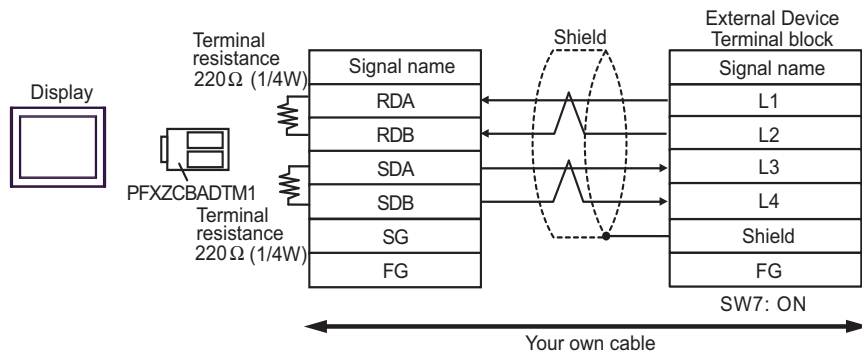 Display
PFXZCBADTM1
Terminal
resistance
220Ω (1/4W)
Terminal
resistance
220Ω (1/4W)
Signal name
RDA
RDB
SDA
SDB
SG
FG
Shield
External Device
Terminal block
Signal name
L1
L2
L3
L4
Shield
FG
SW7: ON
Your own cable